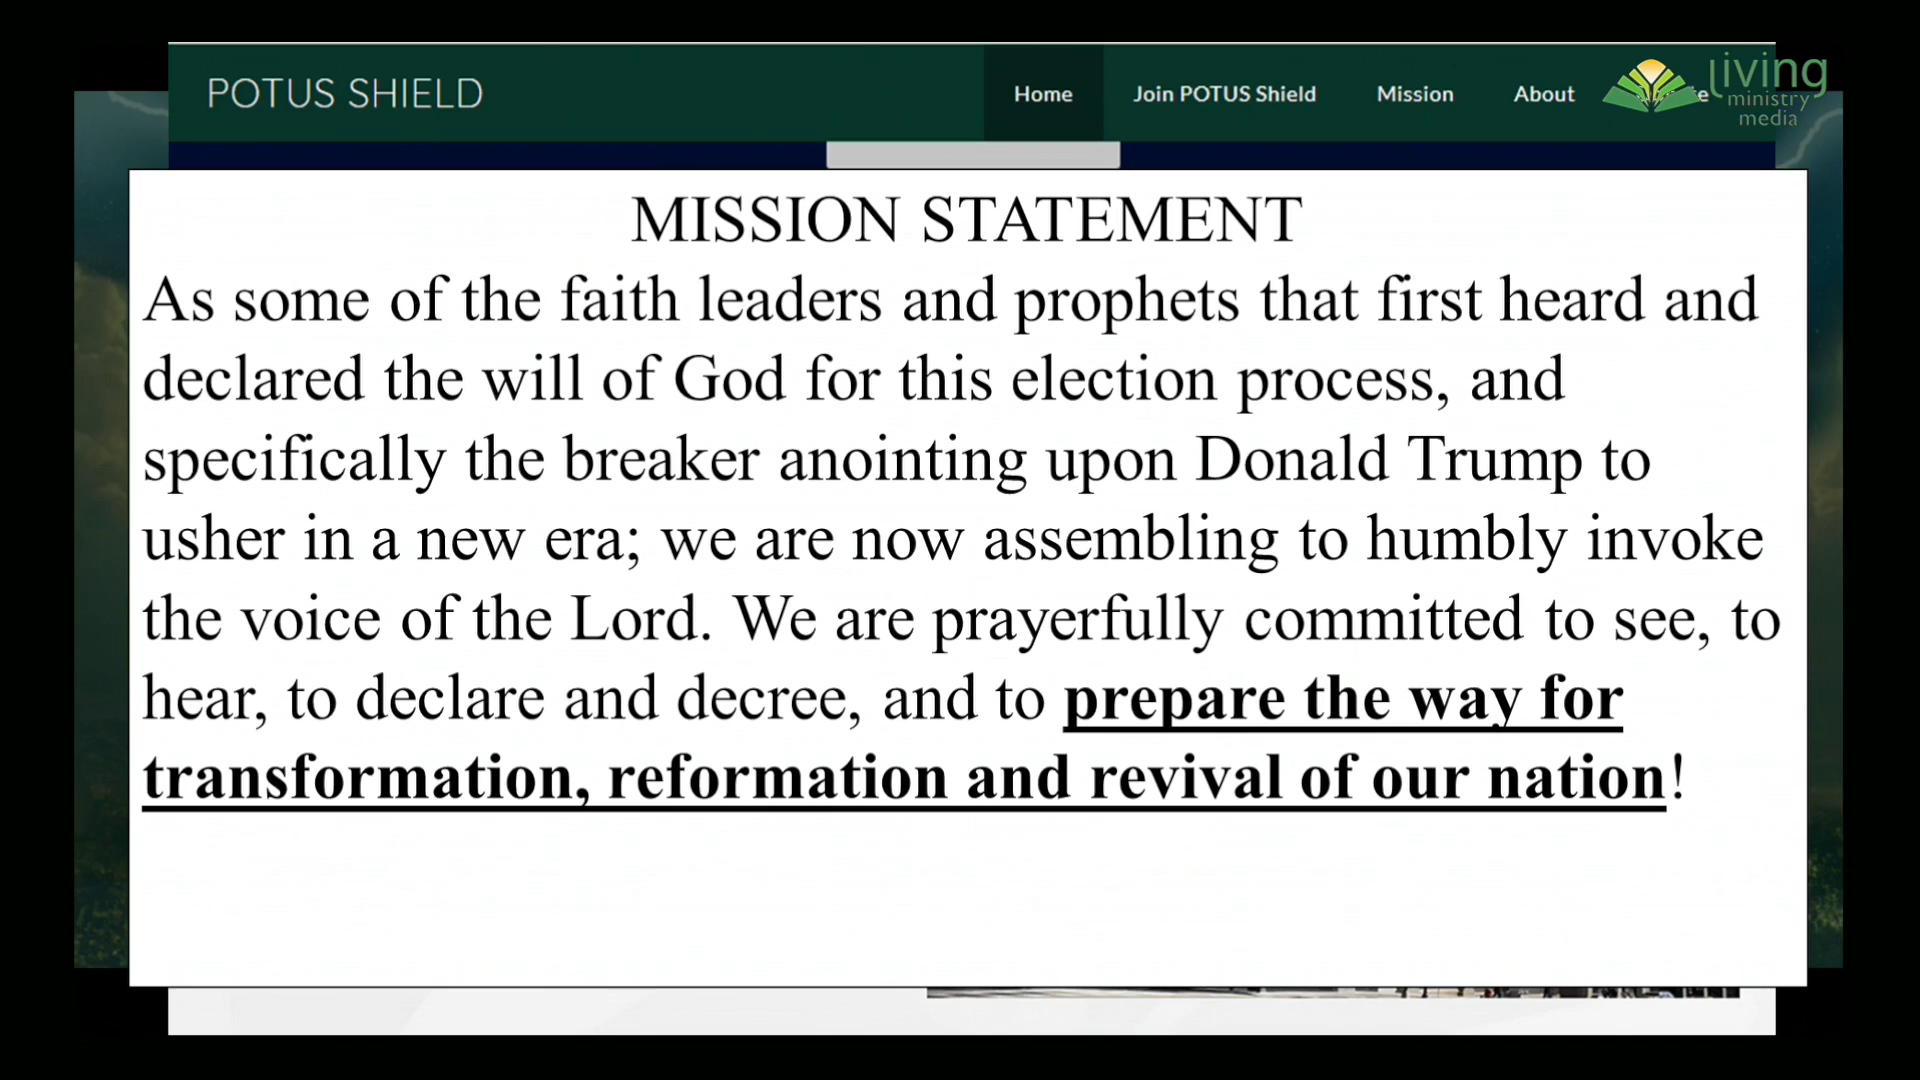 POTUS SHIELD
Home Join POTUS Shield Mission About
living
ministry
media
MISSION STATEMENT
As some of the faith leaders and prophets that first heard and
declared the will of God for this election process, and
specifically the breaker anointing upon Donald Trump to
usher in a new era; we are now assembling to humbly invoke
the voice of the Lord. We are prayerfully committed to see, to
hear, to declare and decree, and to prepare the way for
transformation, reformation and revival of our nation!